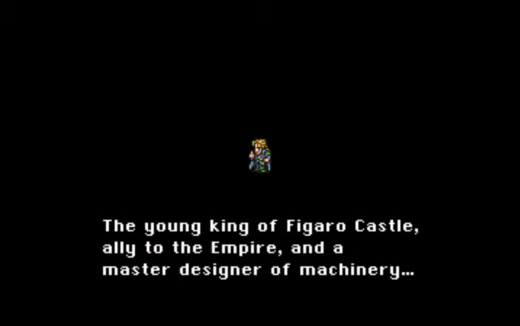 The young king of Figaro Castle,
ally to the Empire, and a
master designer of machinery…